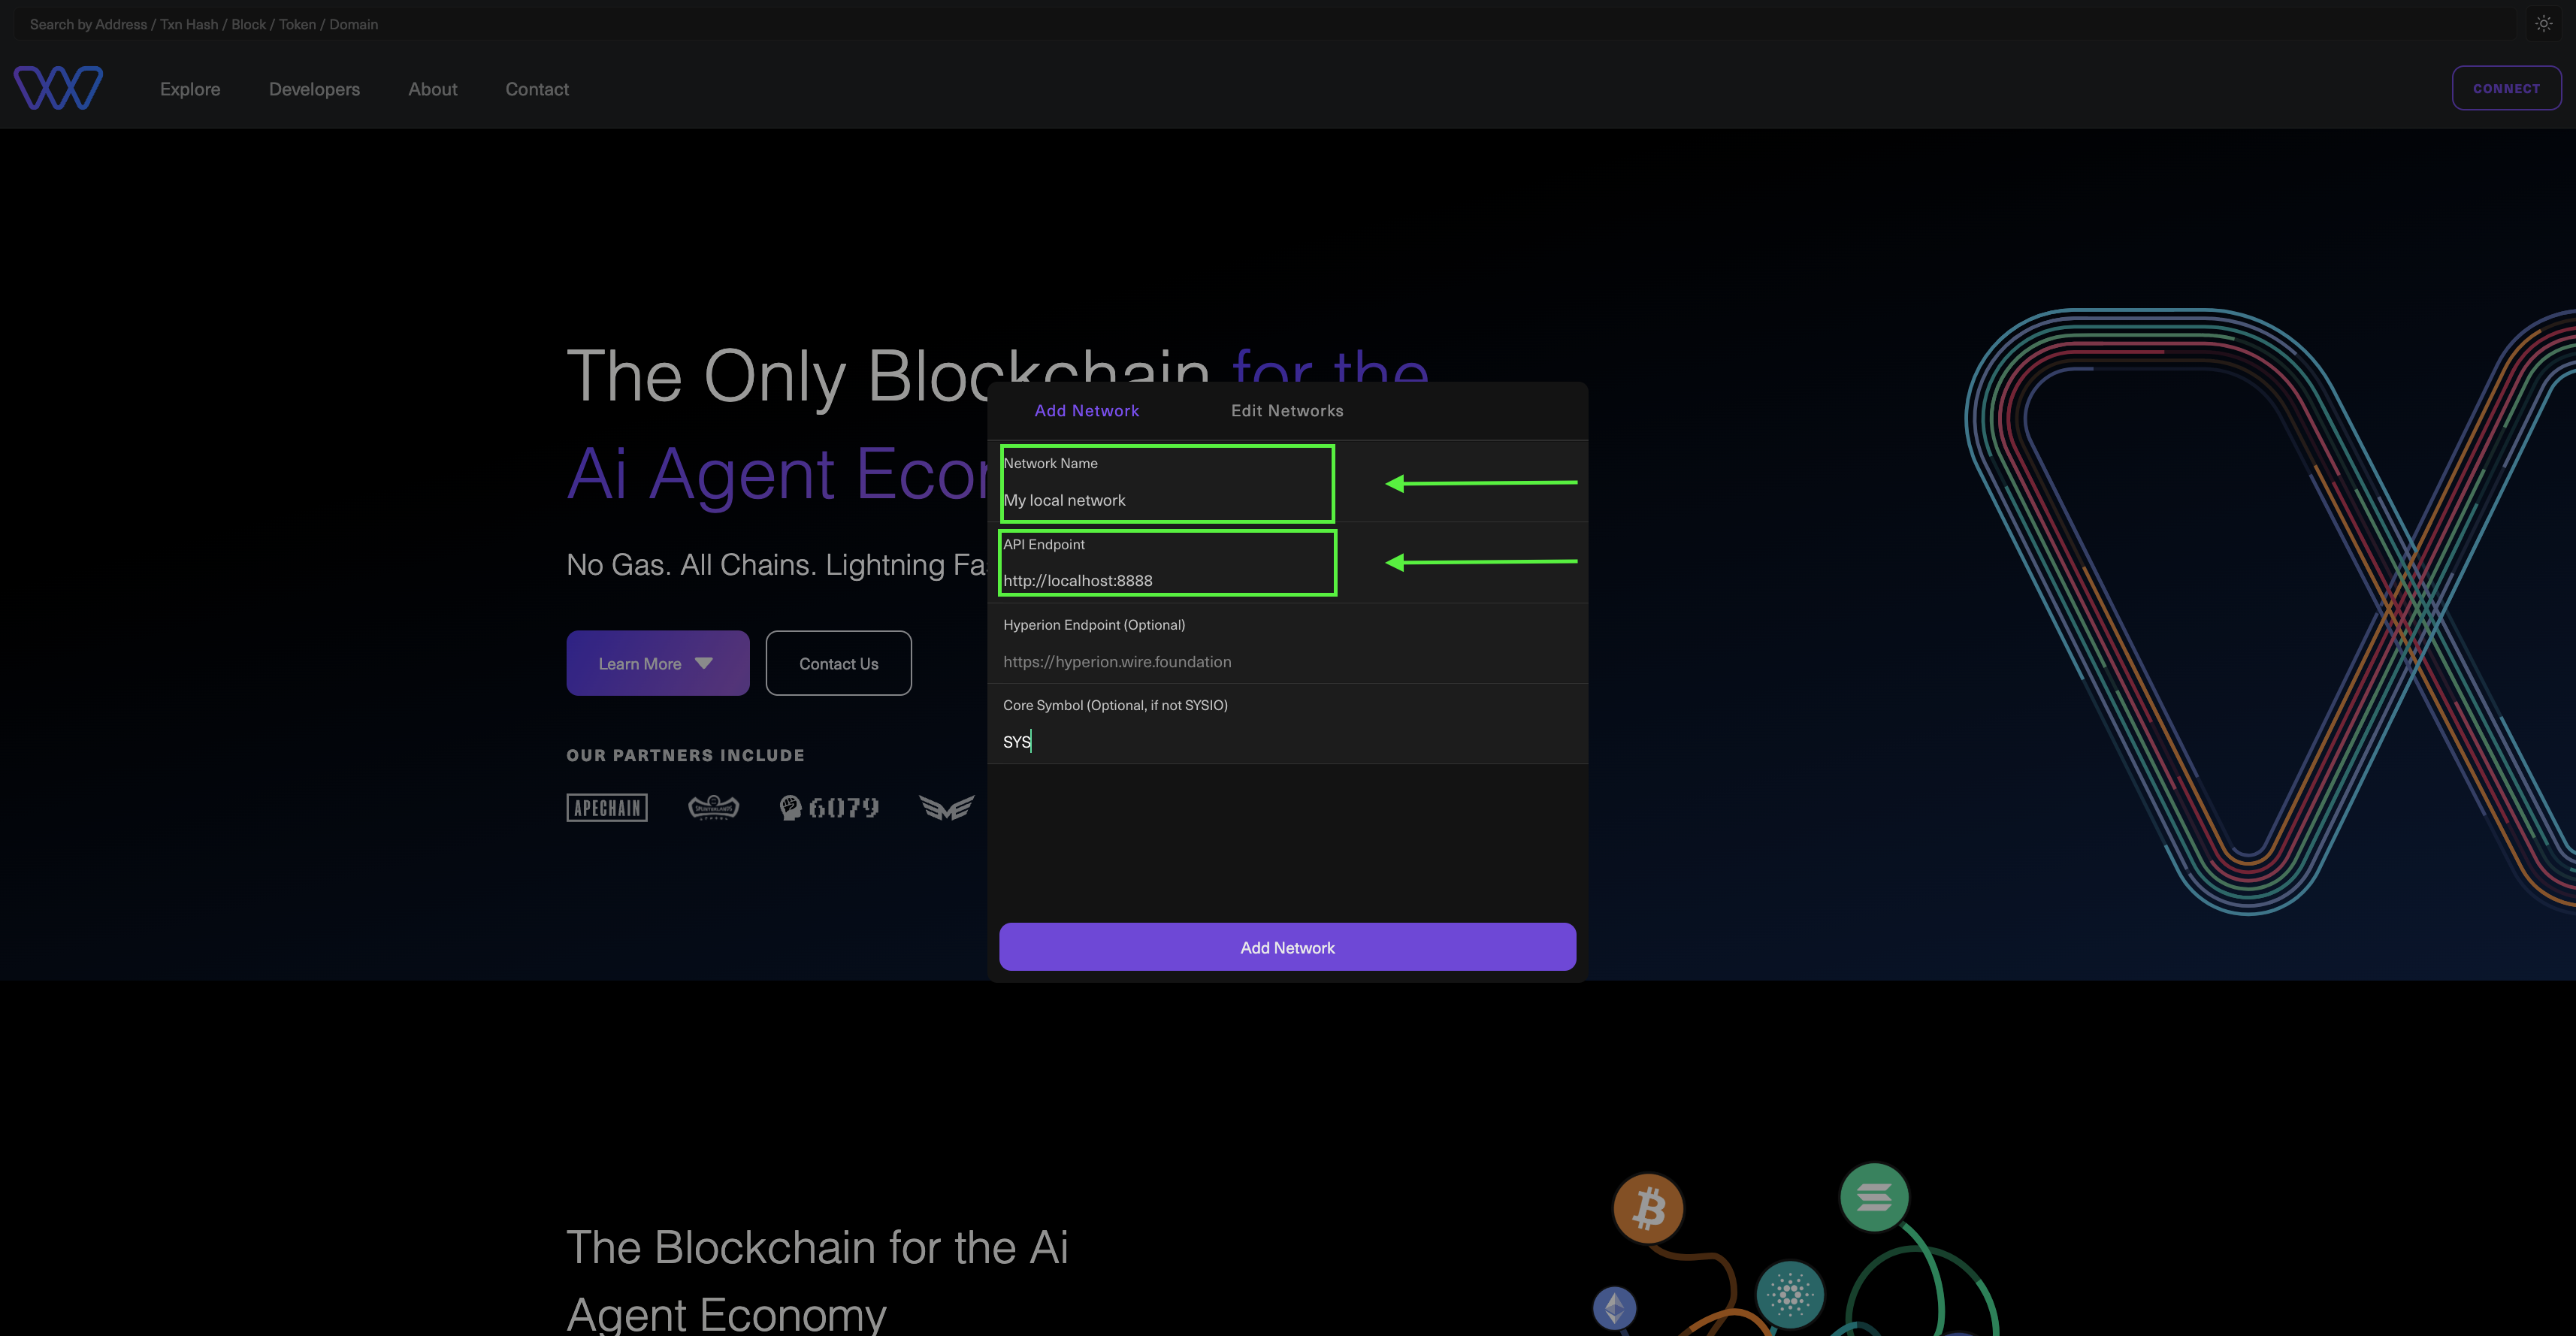 Search by Address / Txn Hash / Block / Token / Domain
Explore
Developers
About
Contact
CONNECT
The Only Blockchain for the
Ai Agent Econ
No Gas. All Chains. Lightning Fa
Learn More
Contact Us
OUR PARTNERS INCLUDE
APECHAIN
6079
Add Network
Edit Networks
Network Name
My local network
API Endpoint
http://localhost:8888
Hyperion Endpoint (Optional)
https://hyperion.wire.foundation
Core Symbol (Optional, if not SYSIO)
SYS
Add Network
The Blockchain for the Ai
Agent Economy